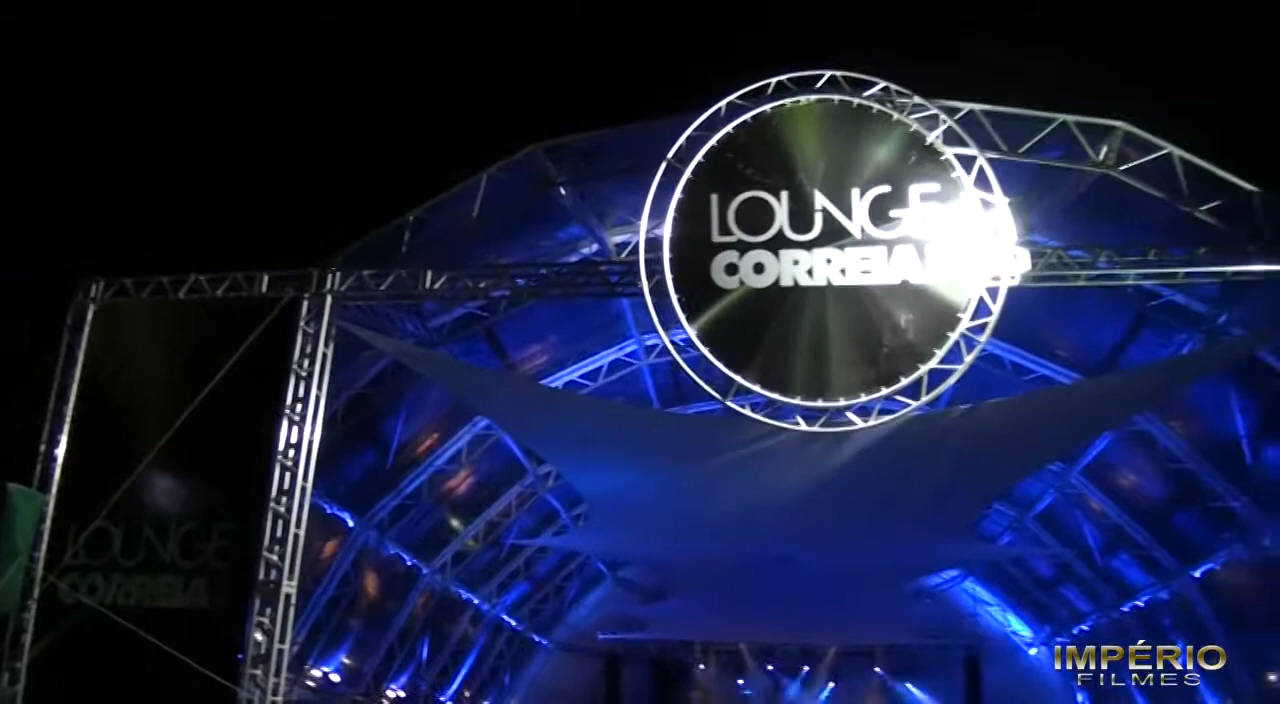 LOUNGE
CORREIA
LOUNGE
CORREIA
IMPÉRIO
FILMES